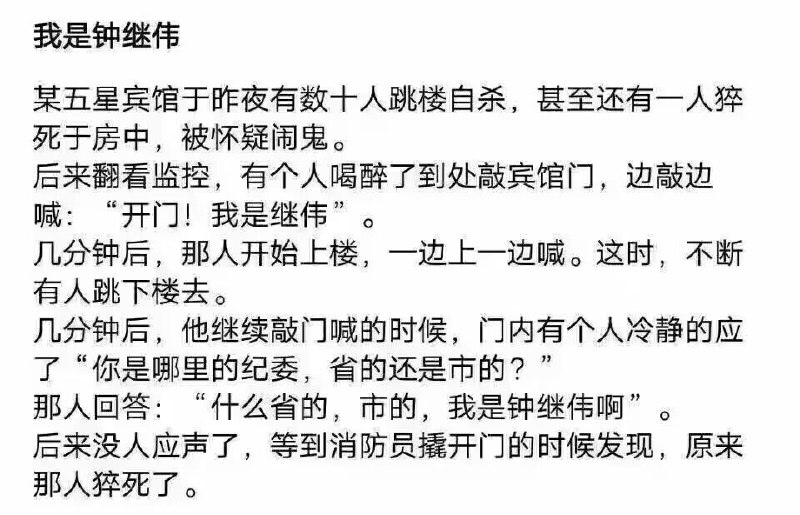 我是钟继伟
某五星宾馆于昨夜有数十人跳楼自杀，甚至还有一人猝
死于房中，被怀疑闹鬼。
后来翻看监控，有个人喝醉了到处敲宾馆门，边敲边
喊：“开门！我是继伟”。
几分钟后，那人开始上楼，一边上一边喊。这时，不断
有人跳下楼去。
几分钟后，他继续敲门喊的时候，门内有个人冷静的应
了“你是哪里的纪委，省的还是市的？”
那人回答：“什么省的，市的，我是钟继伟啊”。
后来没人应声了，等到消防员撬开门的时候发现，原来
那人猝死了。